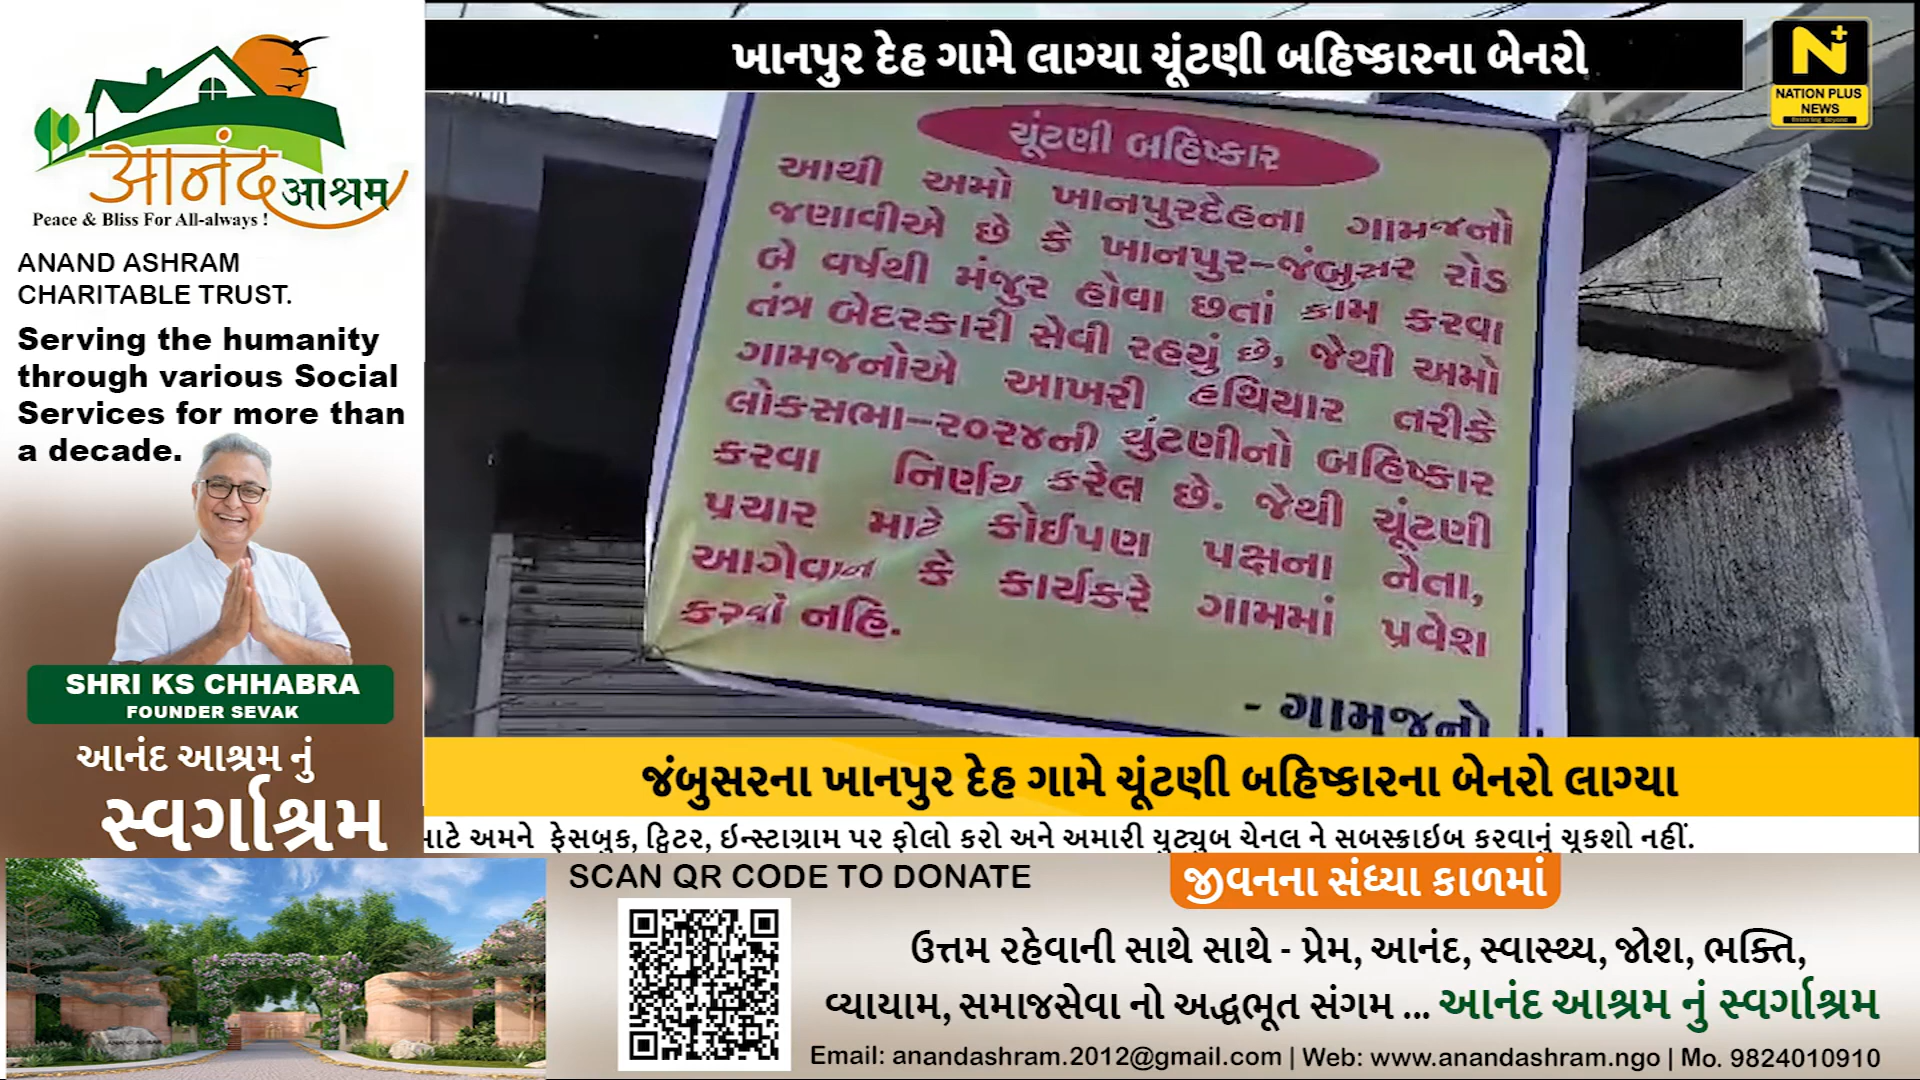 आनंद आश्रम
Peace & Bliss For All-always !
ANAND ASHRAM
CHARITABLE TRUST.
Serving the humanity
through various Social
Services for more than
a decade.
SHRI KS CHHABRA
FOUNDER SEVAK
આનંદ આશ્રમ નું
સ્વર્ગાશ્રમ
ખાનપુર દેહ ગામે લાગ્યા ચૂંટણી બહિષ્કારના બેનરો
N+
NATION PLUS
NEWS
ચૂંટણી બહિષ્કાર
આથી અમો ખાનપુરદેહના ગામજનો
જણાવીએ છે કે ખાનપુર–જંબુસર રોડ
બે વર્ષથી મંજુર હોવા છતાં કામ કરવા
તંત્ર બેદરકારી સેવી રહયું છે, જેથી અમો
ગામજનોએ આખરી હથિયાર તરીકે
લોકસભા–૨૦૨૪ની ચુંટણીનો બહિષ્કાર
કરવા નિર્ણય કરેલ છે. જેથી ચૂંટણી
પ્રચાર માટે કોઈપણ પક્ષના નેતા,
આગેવાન કે કાર્યકરે ગામમાં પ્રવેશ
કરવો નહિ.
- ગામજનો
જંબુસરના ખાનપુર દેહ ગામે ચૂંટણી બહિષ્કારના બેનરો લાગ્યા
અમને ફેસબુક, ટ્વિટર, ઇન્સ્ટાગ્રામ પર ફોલો કરો અને અમારી યુટ્યુબ ચેનલ ને સબસ્ક્રાઇબ કરવાનું ચૂકશો નહીં.
SCAN QR CODE TO DONATE
જીવનના સંધ્યા કાળમાં
ઉત્તમ રહેવાની સાથે સાથે - પ્રેમ, આનંદ, સ્વાસ્થ્ય, જોશ, ભક્તિ,
વ્યાયામ, સમાજસેવા નો અદ્ભભૂત સંગમ ... આનંદ આશ્રમ નું સ્વર્ગાશ્રમ
Email: anandashram.2012@gmail.com | Web: www.anandashram.ngo | Mo. 9824010910